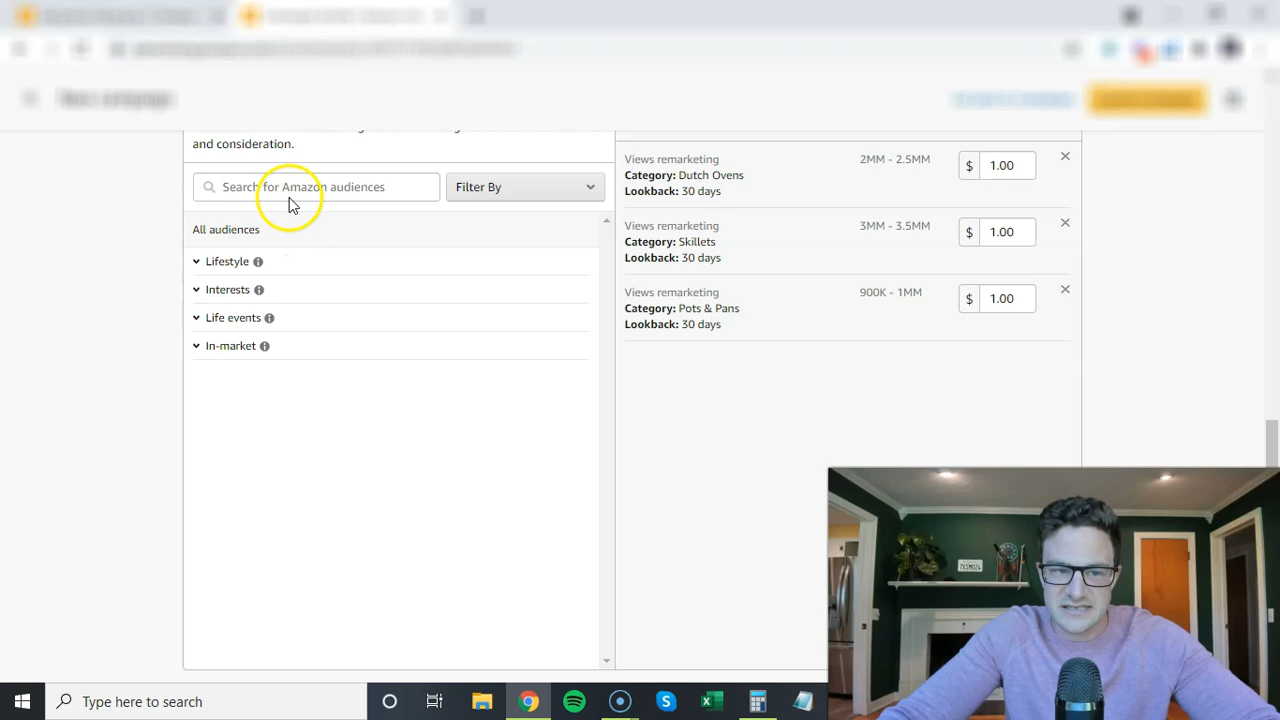 and consideration.
Search for Amazon audiences
Filter By
All audiences
Lifestyle
Interests
Life events
In-market
Views remarketing 2MM - 2.5MM $ 1.00
Category: Dutch Ovens
Lookback: 30 days
Views remarketing 3MM - 3.5MM $ 1.00
Category: Skillets
Lookback: 30 days
Views remarketing 900K - 1MM $ 1.00
Category: Pots & Pans
Lookback: 30 days
Type here to search